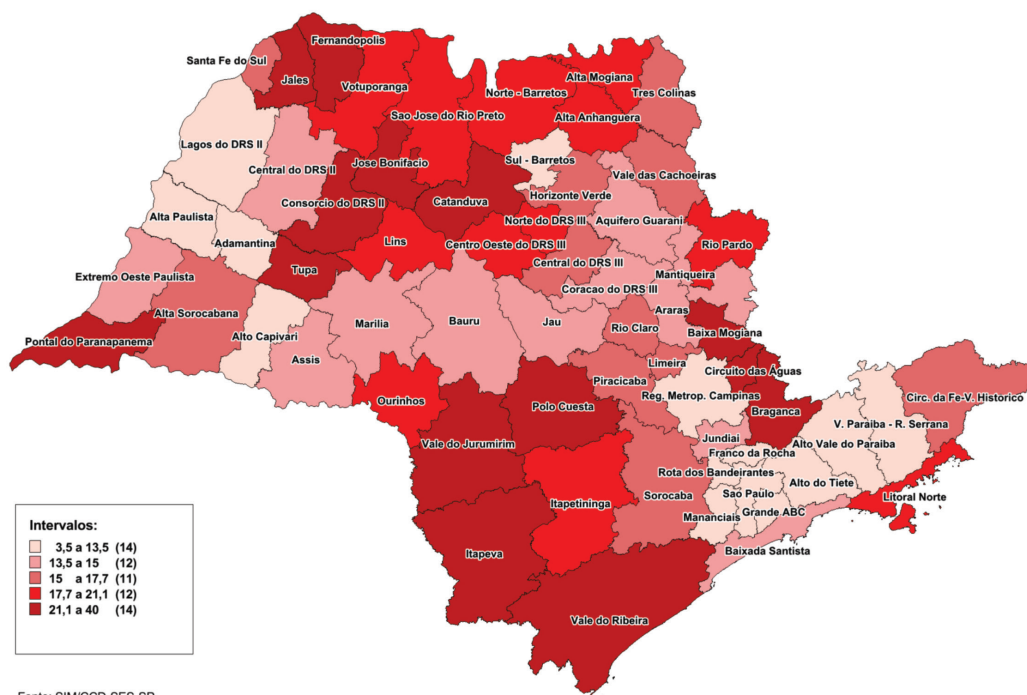 Fernandopolis
Santa Fe do Sul
Jales
Votuporanga
Alta Mogiana
Norte - Barretos
Tres Colinas
Sao Jose do Rio Preto
Alta Anhanguera
Lagos do DRS II
Central do DRS II
Jose Bonifacio
Sul - Barretos
Vale das Cachoeiras
Horizonte Verde
Consorcio do DRS II
Catanduva
Alta Paulista
Norte do DRS III
Aquifero Guarani
Adamantina
Lins
Centro Oeste do DRS III
Rio Pardo
Tupa
Central do DRS III
Extremo Oeste Paulista
Mantiqueira
Coracao do DRS III
Alta Sorocabana
Araras
Marilia
Bauru
Jau
Rio Claro
Baixa Mogiana
Pontal do Paranapanema
Alto Capivari
Assis
Limeira
Circuito das Águas
Piracicaba
Reg. Metrop. Campinas
Circ. da Fe-V. Historico
Ourinhos
Polo Cuesta
Braganca
V. Paraiba - R. Serrana
Vale do Jurumirim
Jundiai
Alto Vale do Paraiba
Franco da Rocha
Rota dos Bandeirantes
Alto do Tiete
Sorocaba
Sao Paulo
Litoral Norte
Itapetininga
Mananciais
Grande ABC
Itapeva
Baixada Santista
Vale do Ribeira
Intervalos:
3,5 a 13,5 (14)
13,5 a 15 (12)
15 a 17,7 (11)
17,7 a 21,1 (12)
21,1 a 40 (14)